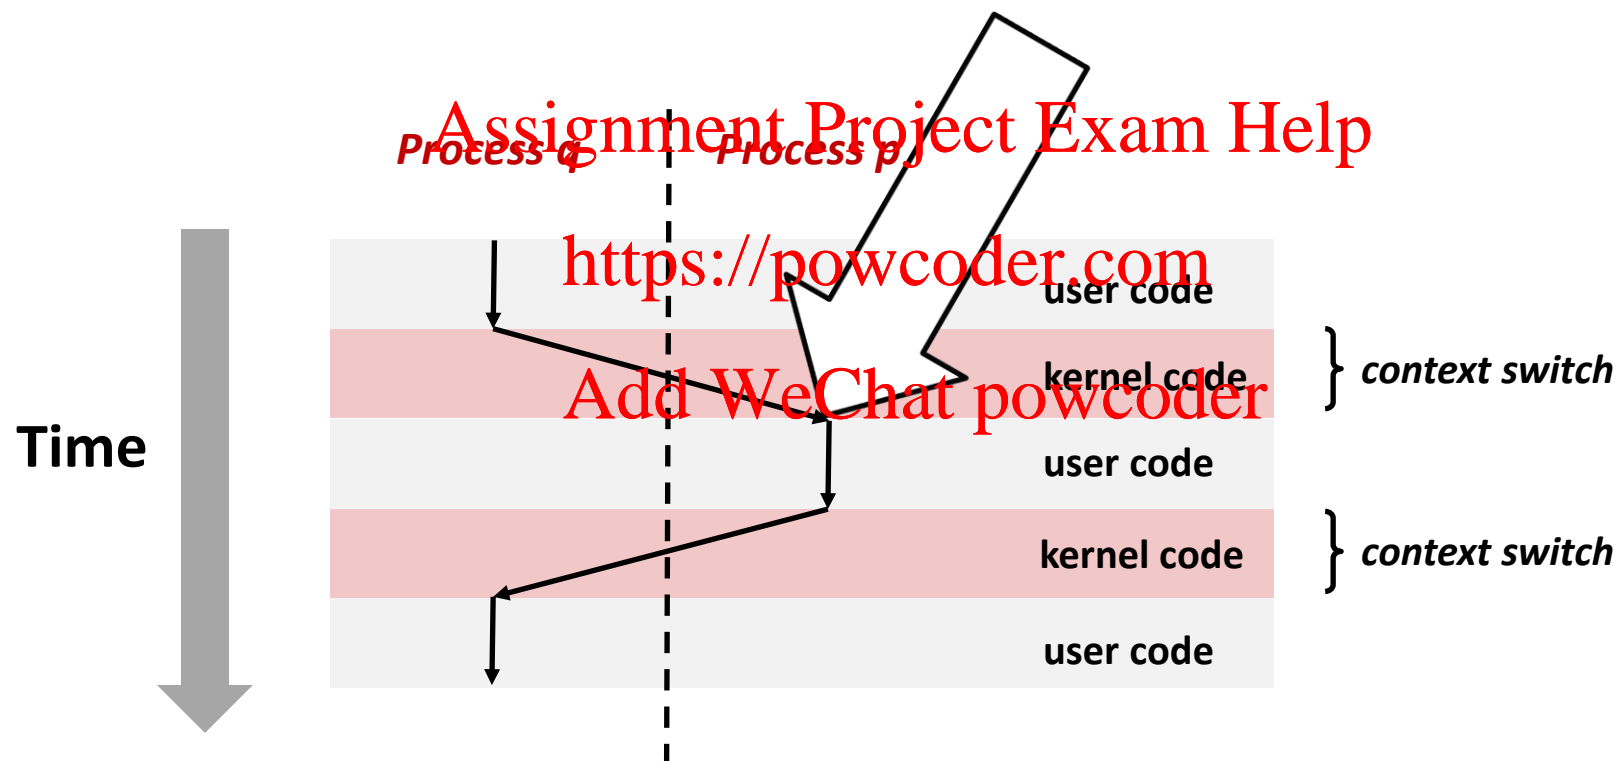 Assignment Project Exam Help
Process q Process p
https://powcoder.com
user code
kernel code
context switch
Add WeChat powcoder
Time
user code
kernel code
context switch
user code